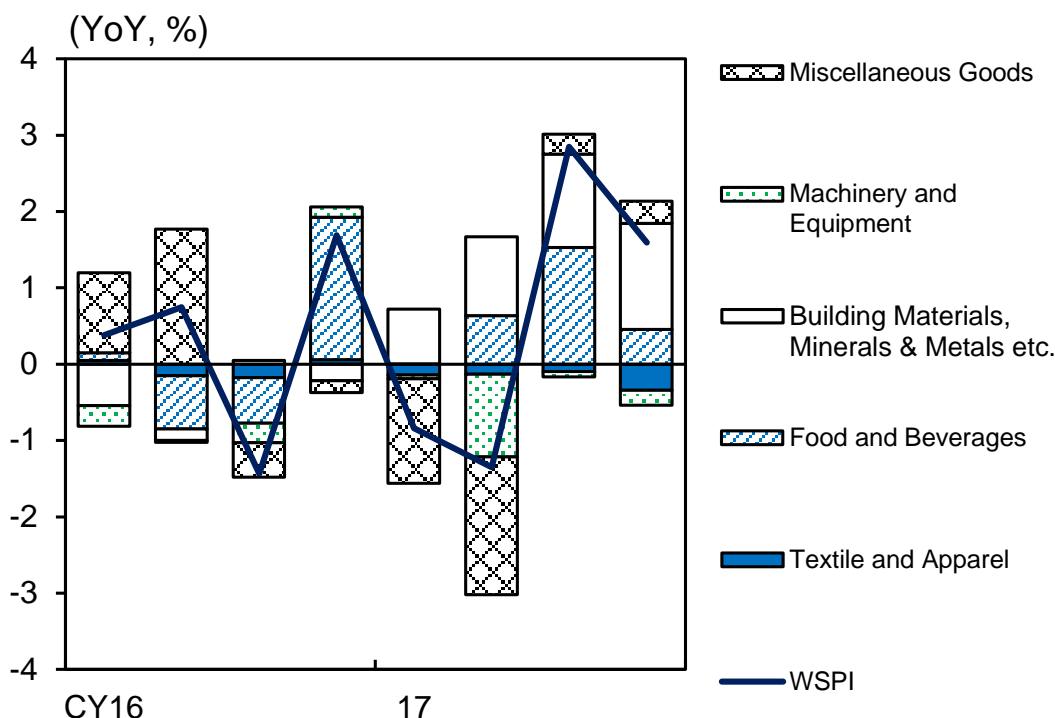 (YoY, %)
4
3
2
1
0
-1
-2
-3
-4
CY16
17
Miscellaneous Goods
Machinery and
Equipment
Building Materials,
Minerals & Metals etc.
Food and Beverages
Textile and Apparel
WSPI